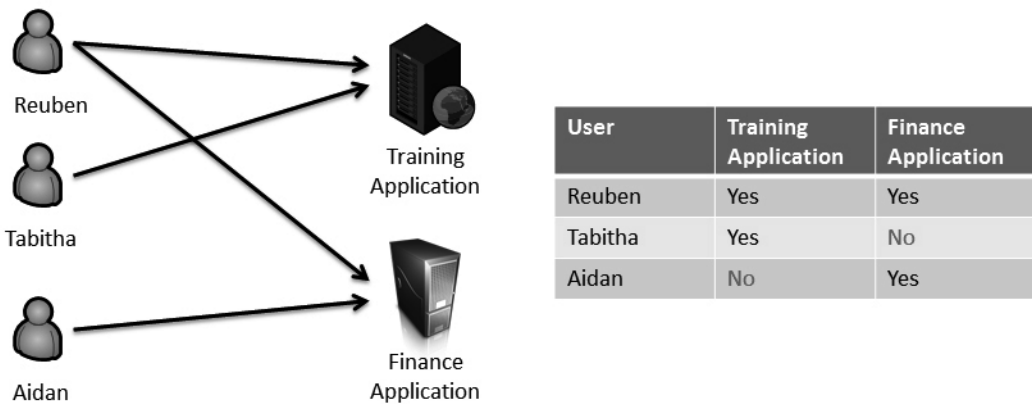 Reuben
Training
Application
Tabitha
Finance
Application
Aidan
User Training Finance
Application Application
Reuben Yes Yes
Tabitha Yes No
Aidan No Yes